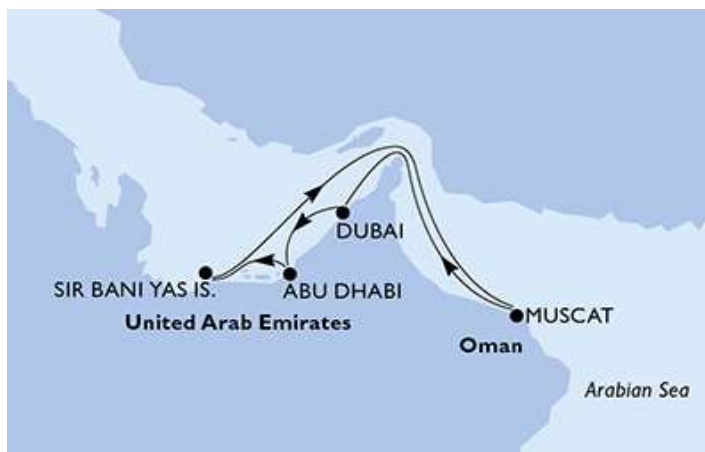 DUBAI
SIR BANI YAS IS.
ABU DHABI
United Arab Emirates
MUSCAT
Oman
Arabian Sea